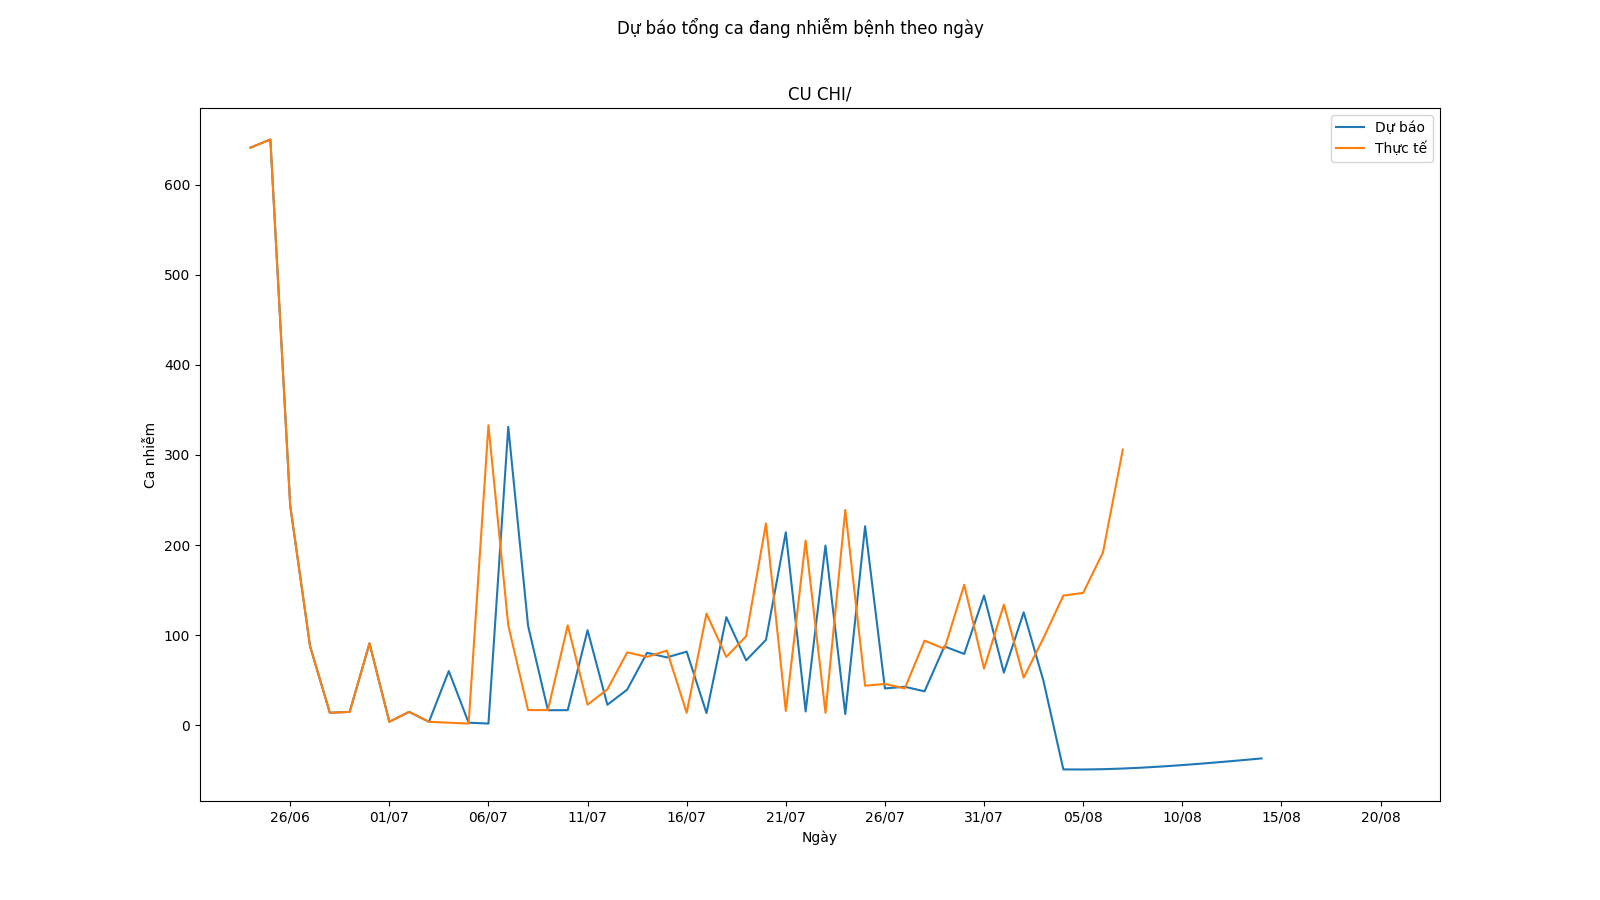 Dự báo tổng ca đang nhiễm bệnh theo ngày
CU CHI/
Dự báo
Thực tế
600
500
400
300
200
100
0
Ca nhiễm
26/06 01/07 06/07 11/07 16/07 21/07 26/07 31/07 05/08 10/08 15/08 20/08
Ngày